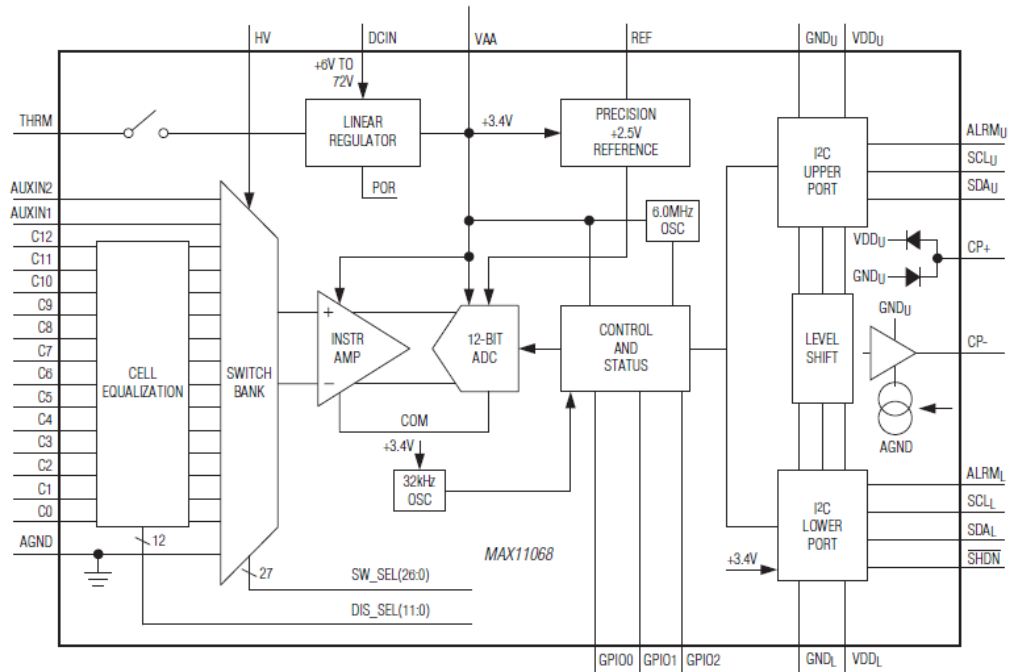 HV
DCIN
VAA
REF
GNDU
VDDU
+6V TO
72V
THRM
LINEAR
REGULATOR
+3.4V
PRECISION
+2.5V
REFERENCE
I2C
UPPER
PORT
ALRMU
SCLU
SDAU
POR
AUXIN2
AUXIN1
6.0MHz
OSC
C12
C11
C10
C9
C8
C7
C6
C5
C4
C3
C2
C1
C0
AGND
CELL
EQUALIZATION
SWITCH
BANK
+
INSTR
AMP
−
12-BIT
ADC
CONTROL
AND
STATUS
LEVEL
SHIFT
VDDU
GNDU
CP+
GNDU
CP-
AGND
COM
+3.4V
32kHz
OSC
I2C
LOWER
PORT
ALRML
SCLL
SDAL
SHDN
+3.4V
12
27
MAX11068
SW_SEL(26:0)
DIS_SEL(11:0)
GPIO0
GPIO1
GPIO2
GNDL
VDDL